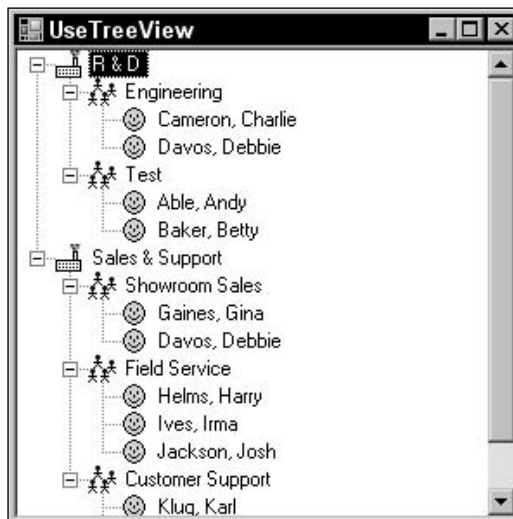 UseTreeView
R & D
Engineering
Cameron, Charlie
Davos, Debbie
Test
Able, Andy
Baker, Betty
Sales & Support
Showroom Sales
Gaines, Gina
Davos, Debbie
Field Service
Helms, Harry
Ives, Irma
Jackson, Josh
Customer Support
Klug, Karl